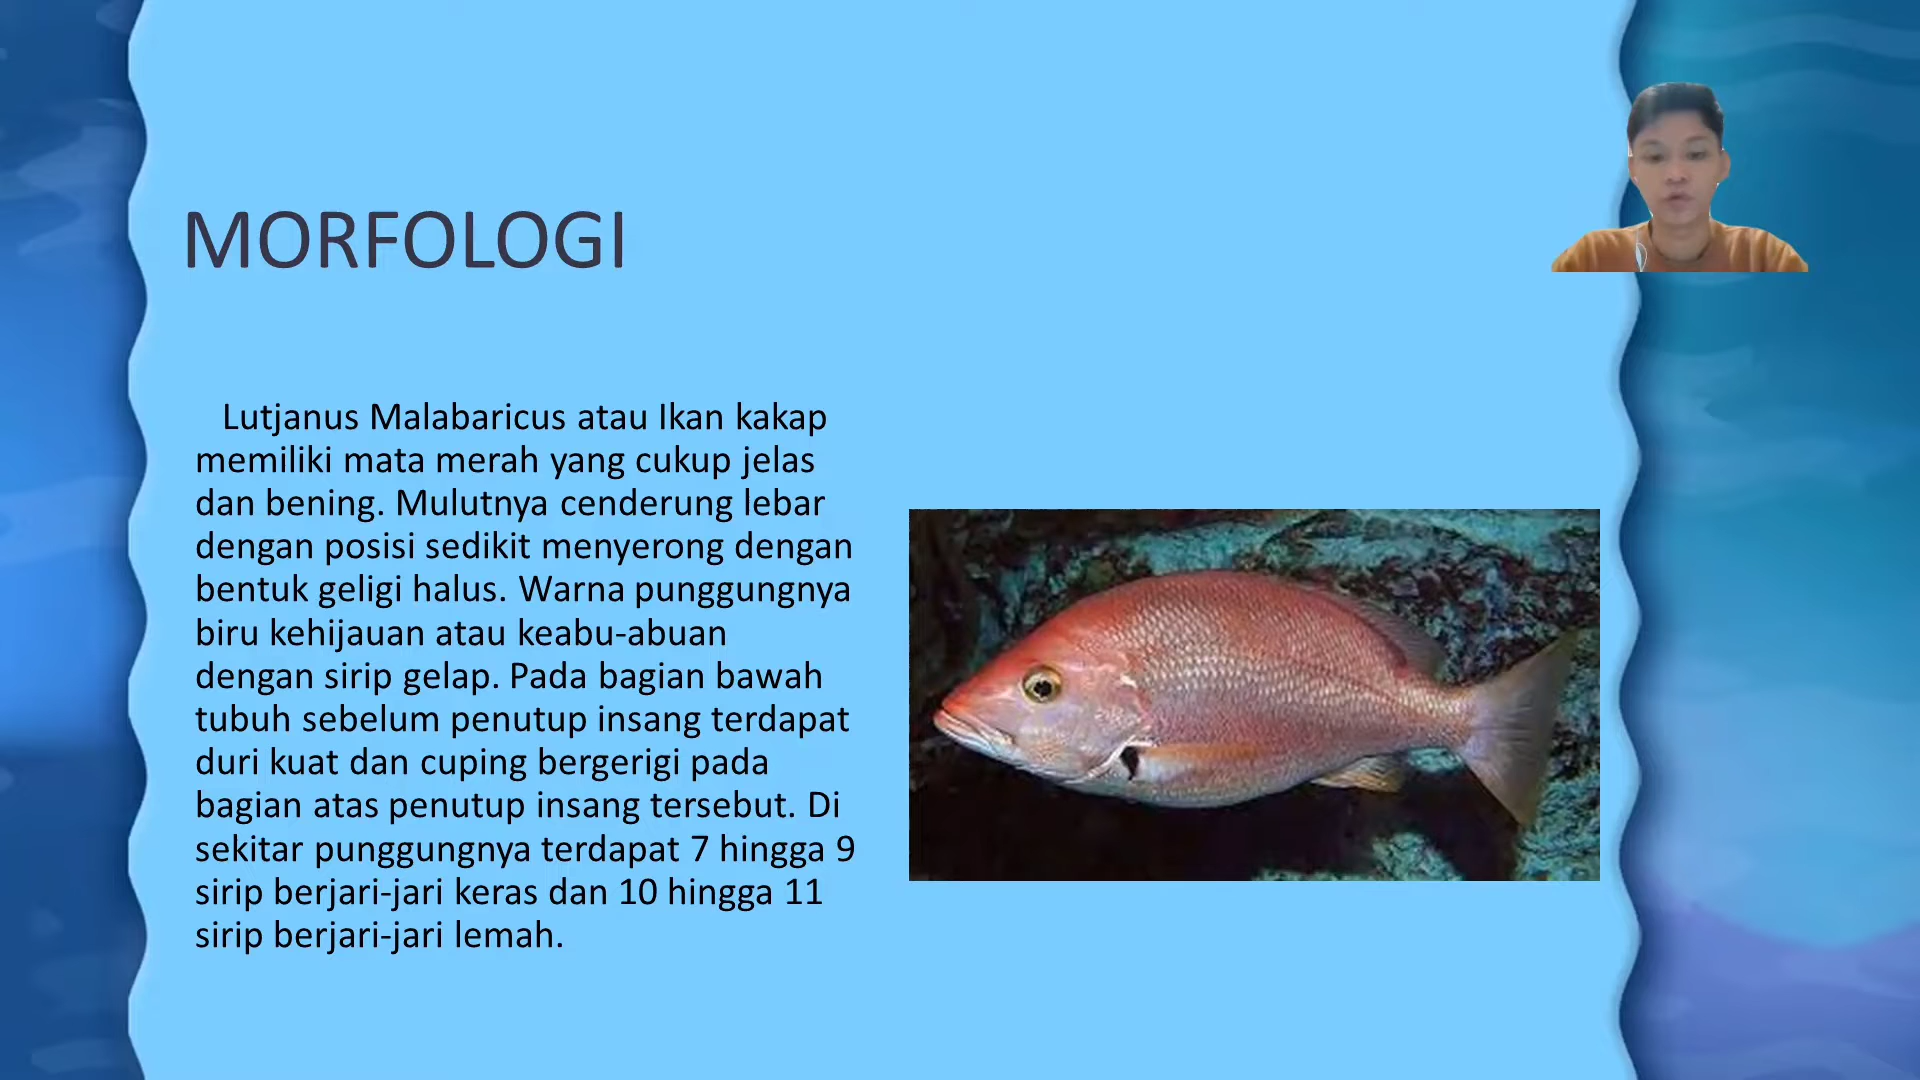 MORFOLOGI
Lutjanus Malabaricus atau Ikan kakap
memiliki mata merah yang cukup jelas
dan bening. Mulutnya cenderung lebar
dengan posisi sedikit menyerong dengan
bentuk geligi halus. Warna punggungnya
biru kehijauan atau keabu-abuan
dengan sirip gelap. Pada bagian bawah
tubuh sebelum penutup insang terdapat
duri kuat dan cuping bergerigi pada
bagian atas penutup insang tersebut. Di
sekitar punggungnya terdapat 7 hingga 9
sirip berjari-jari keras dan 10 hingga 11
sirip berjari-jari lemah.